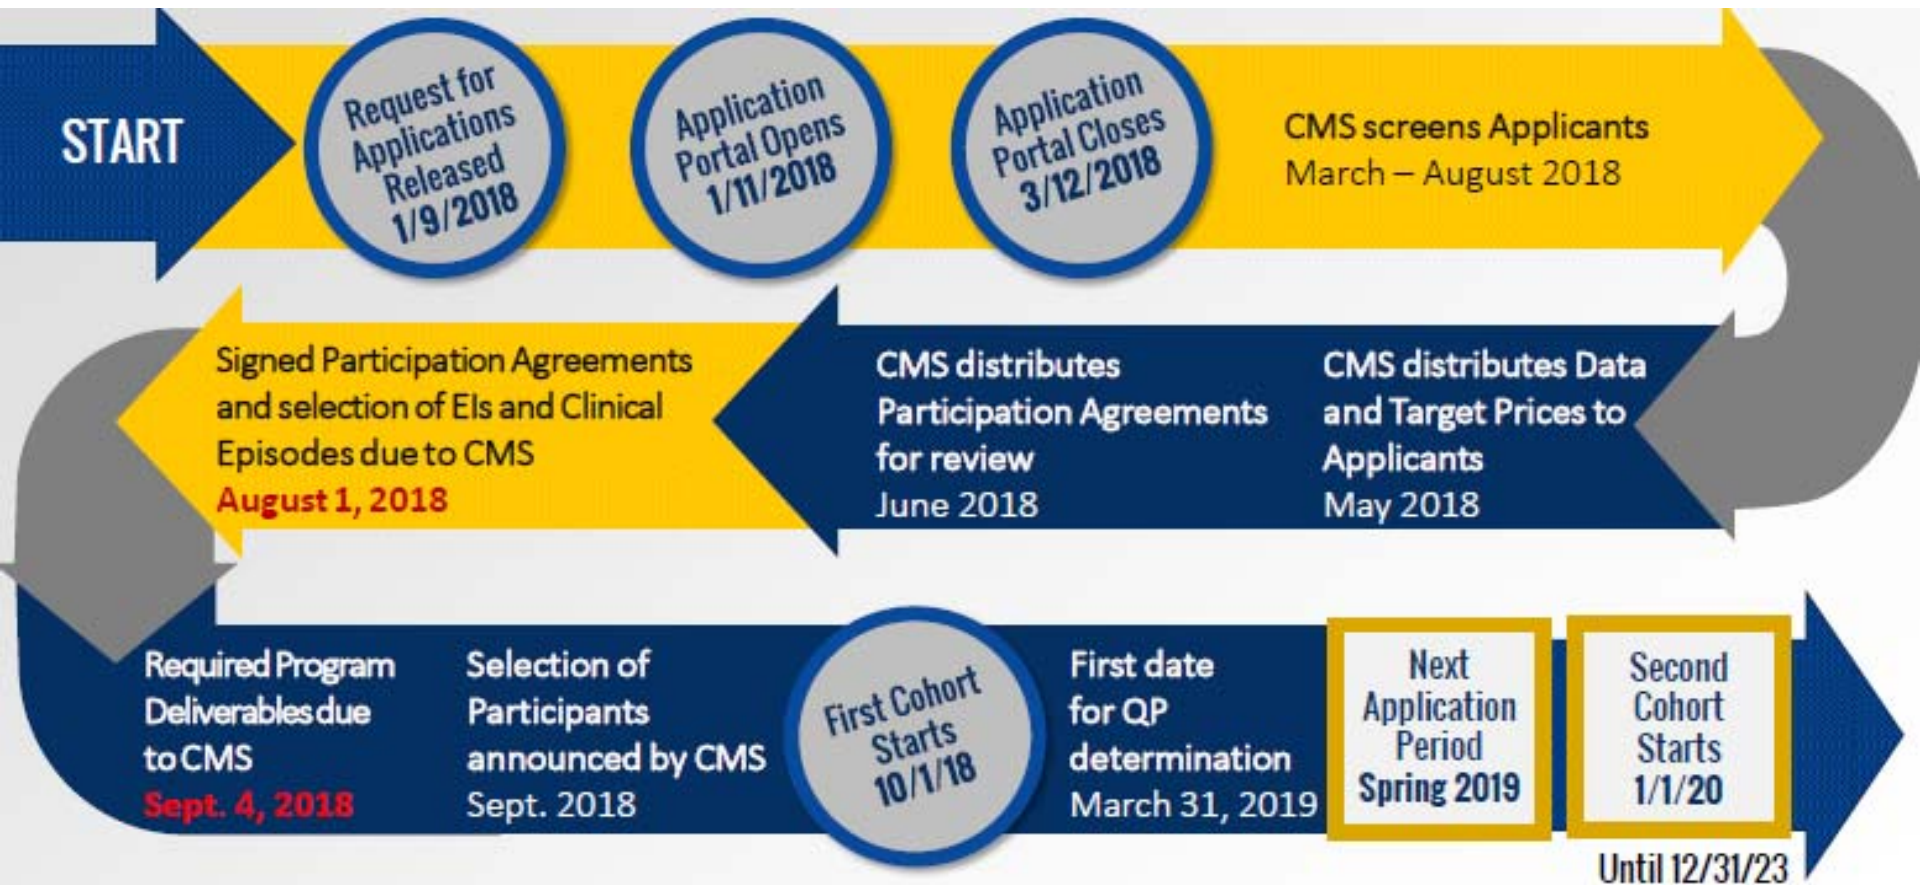 START
Request for
Applications
Released
1/9/2018
Application
Portal Opens
1/11/2018
Application
Portal Closes
3/12/2018
CMS screens Applicants
March – August 2018
CMS distributes Data
and Target Prices to
Applicants
May 2018
CMS distributes
Participation Agreements
for review
June 2018
Signed Participation Agreements
and selection of EIs and Clinical
Episodes due to CMS
August 1, 2018
Required Program
Deliverables due
to CMS
Sept. 4, 2018
Selection of
Participants
announced by CMS
Sept. 2018
First Cohort
Starts
10/1/18
First date
for QP
determination
March 31, 2019
Next
Application
Period
Spring 2019
Second
Cohort
Starts
1/1/20
Until 12/31/23